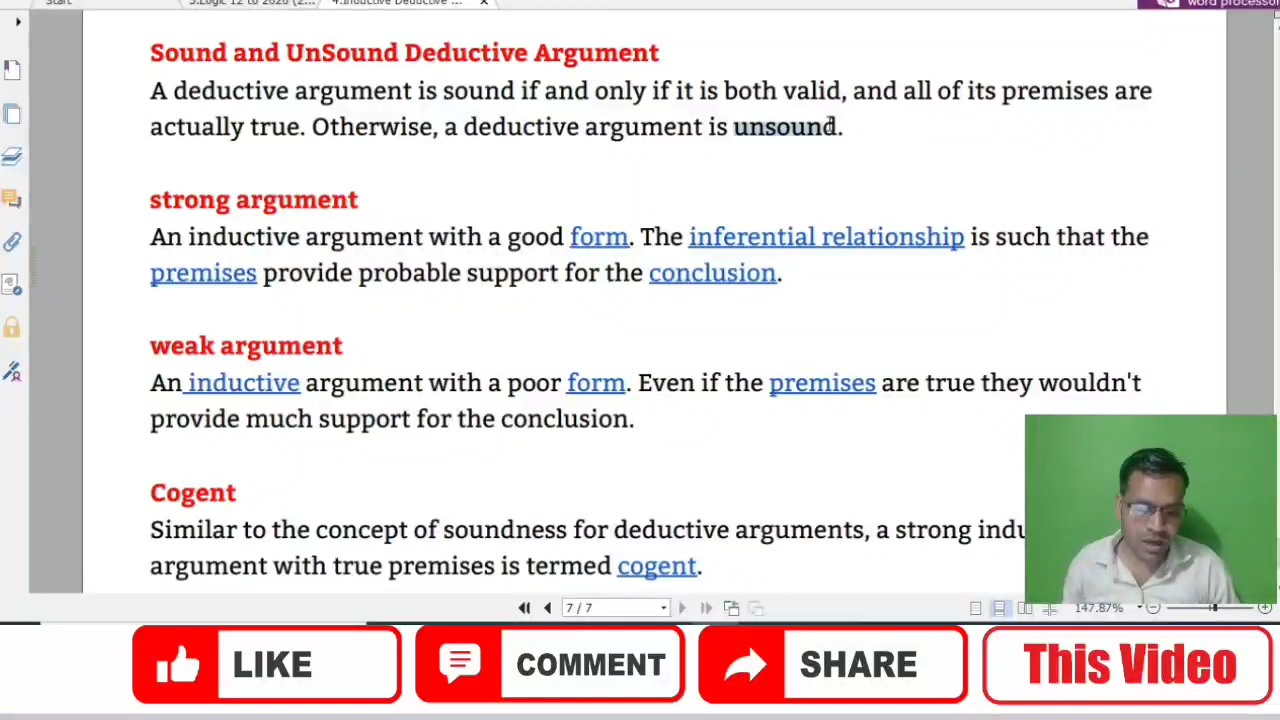 Start
Sound and UnSound Deductive Argument
A deductive argument is sound if and only if it is both valid, and all of its premises are
actually true. Otherwise, a deductive argument is unsound.
strong argument
An inductive argument with a good form. The inferential relationship is such that the
premises provide probable support for the conclusion.
weak argument
An inductive argument with a poor form. Even if the premises are true they wouldn't
provide much support for the conclusion.
Cogent
Similar to the concept of soundness for deductive arguments, a strong indu
argument with true premises is termed cogent.
7 / 7
147.87%
LIKE
COMMENT
SHARE
This Video